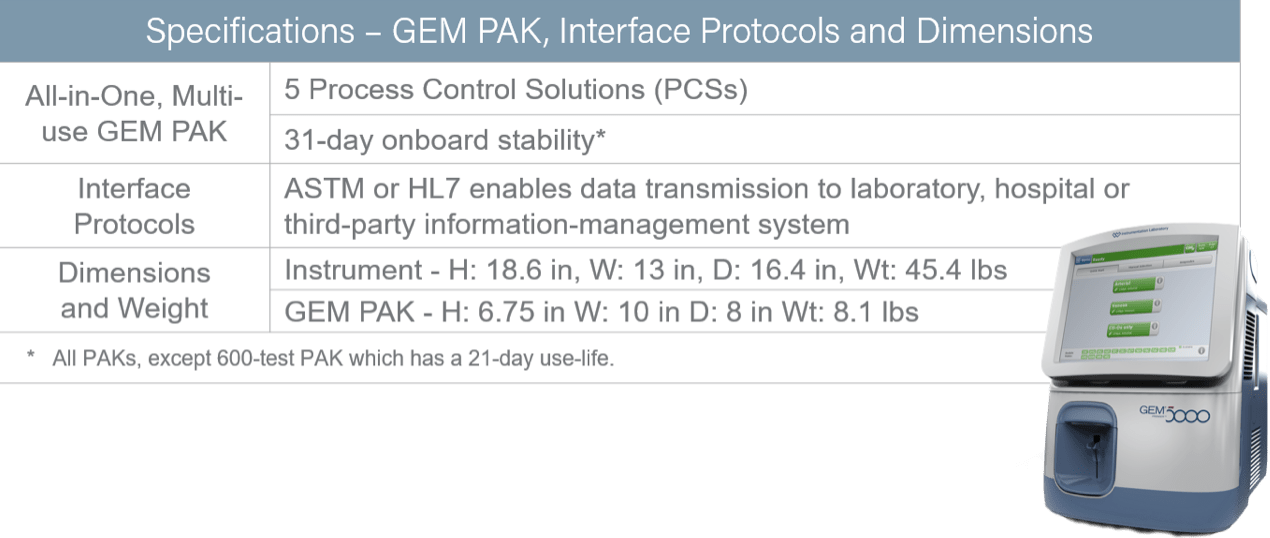 Specifications – GEM PAK, Interface Protocols and Dimensions
All-in-One, Multi-
use GEM PAK
5 Process Control Solutions (PCSs)
31-day onboard stability*
Interface
Protocols
ASTM or HL7 enables data transmission to laboratory, hospital or
third-party information-management system
Dimensions
and Weight
Instrument - H: 18.6 in, W: 13 in, D: 16.4 in, Wt: 45.4 lbs
GEM PAK - H: 6.75 in W: 10 in D: 8 in Wt: 8.1 lbs
* All PAKs, except 600-test PAK which has a 21-day use-life.
Instrumentation Laboratory
Arterial
Venous
GEM 5000